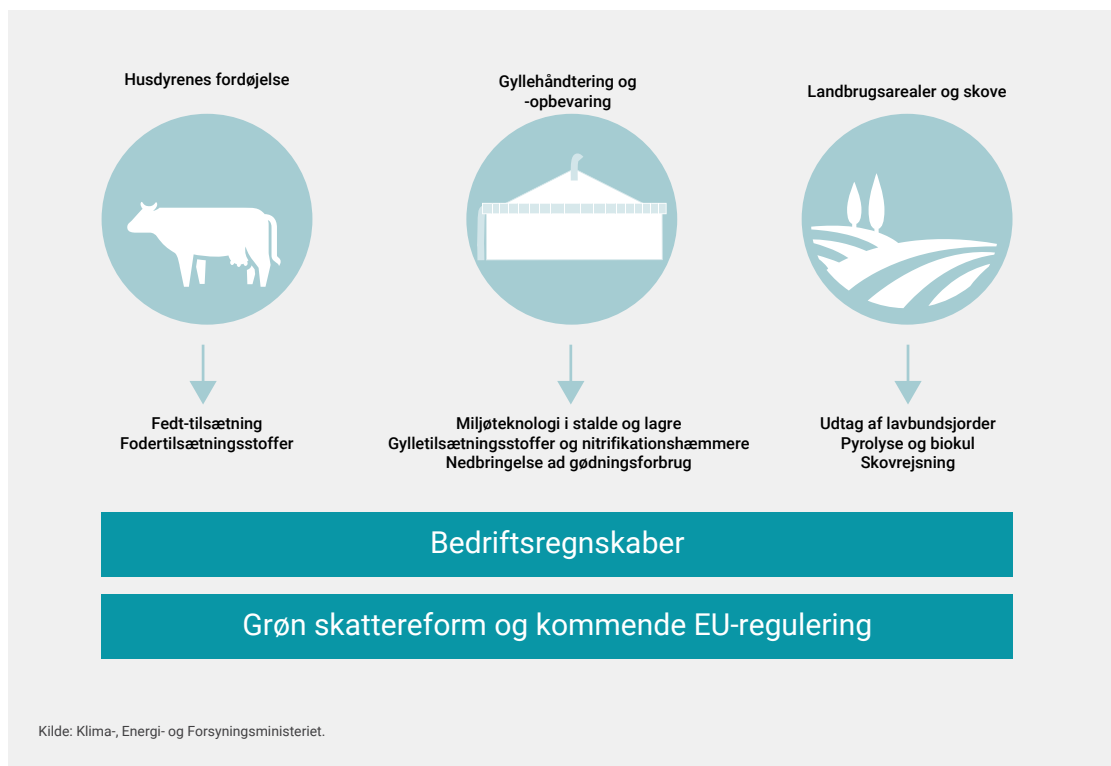 Husdyrenes fordøjelse
Gyllehåndtering og
-opbevaring
Landbrugsarealer og skove
Fedt-tilsætning
Fodertilsætningsstoffer
Miljøteknologi i stalde og lagre
Gylletilsætningsstoffer og nitrifikationshæmmere
Nedbringelse ad gødningsforbrug
Udtag af lavbundsjorder
Pyrolyse og biokul
Skovrejsning
Bedriftsregnskaber
Grøn skattereform og kommende EU-regulering
Kilde: Klima-, Energi- og Forsyningsministeriet.